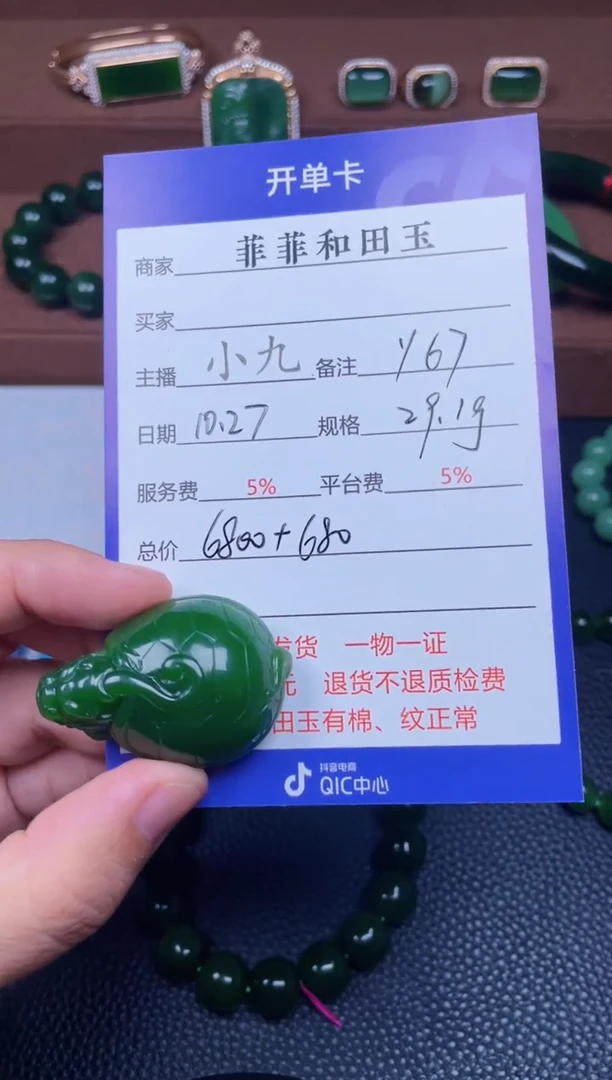 开单卡
商家 菲菲和田玉
买家
主播 小九 备注 Y67
日期 10.27 规格 29.1g
服务费 5% 平台费 5%
总价 6800+680
发货 一物一证
元 退货不退质检费
田玉有棉、纹正常
抖音电商
QIC中心